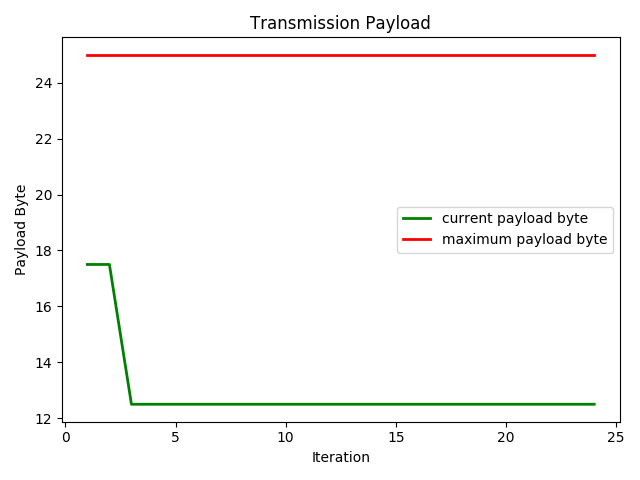 Transmission Payload
Payload Byte
24
22
20
18
16
14
12
current payload byte
maximum payload byte
0
5
10
15
20
25
Iteration